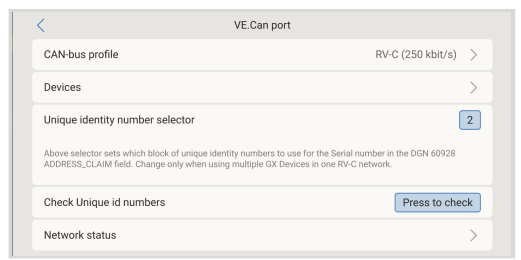 VE.Can port
CAN-bus profile RV-C (250 kbit/s)
Devices
Unique identity number selector 2
Above selector sets which block of unique identity numbers to use for the Serial number in the DGN 60928
ADDRESS_CLAIM field. Change only when using multiple GX Devices in one RV-C network.
Check Unique id numbers Press to check
Network status